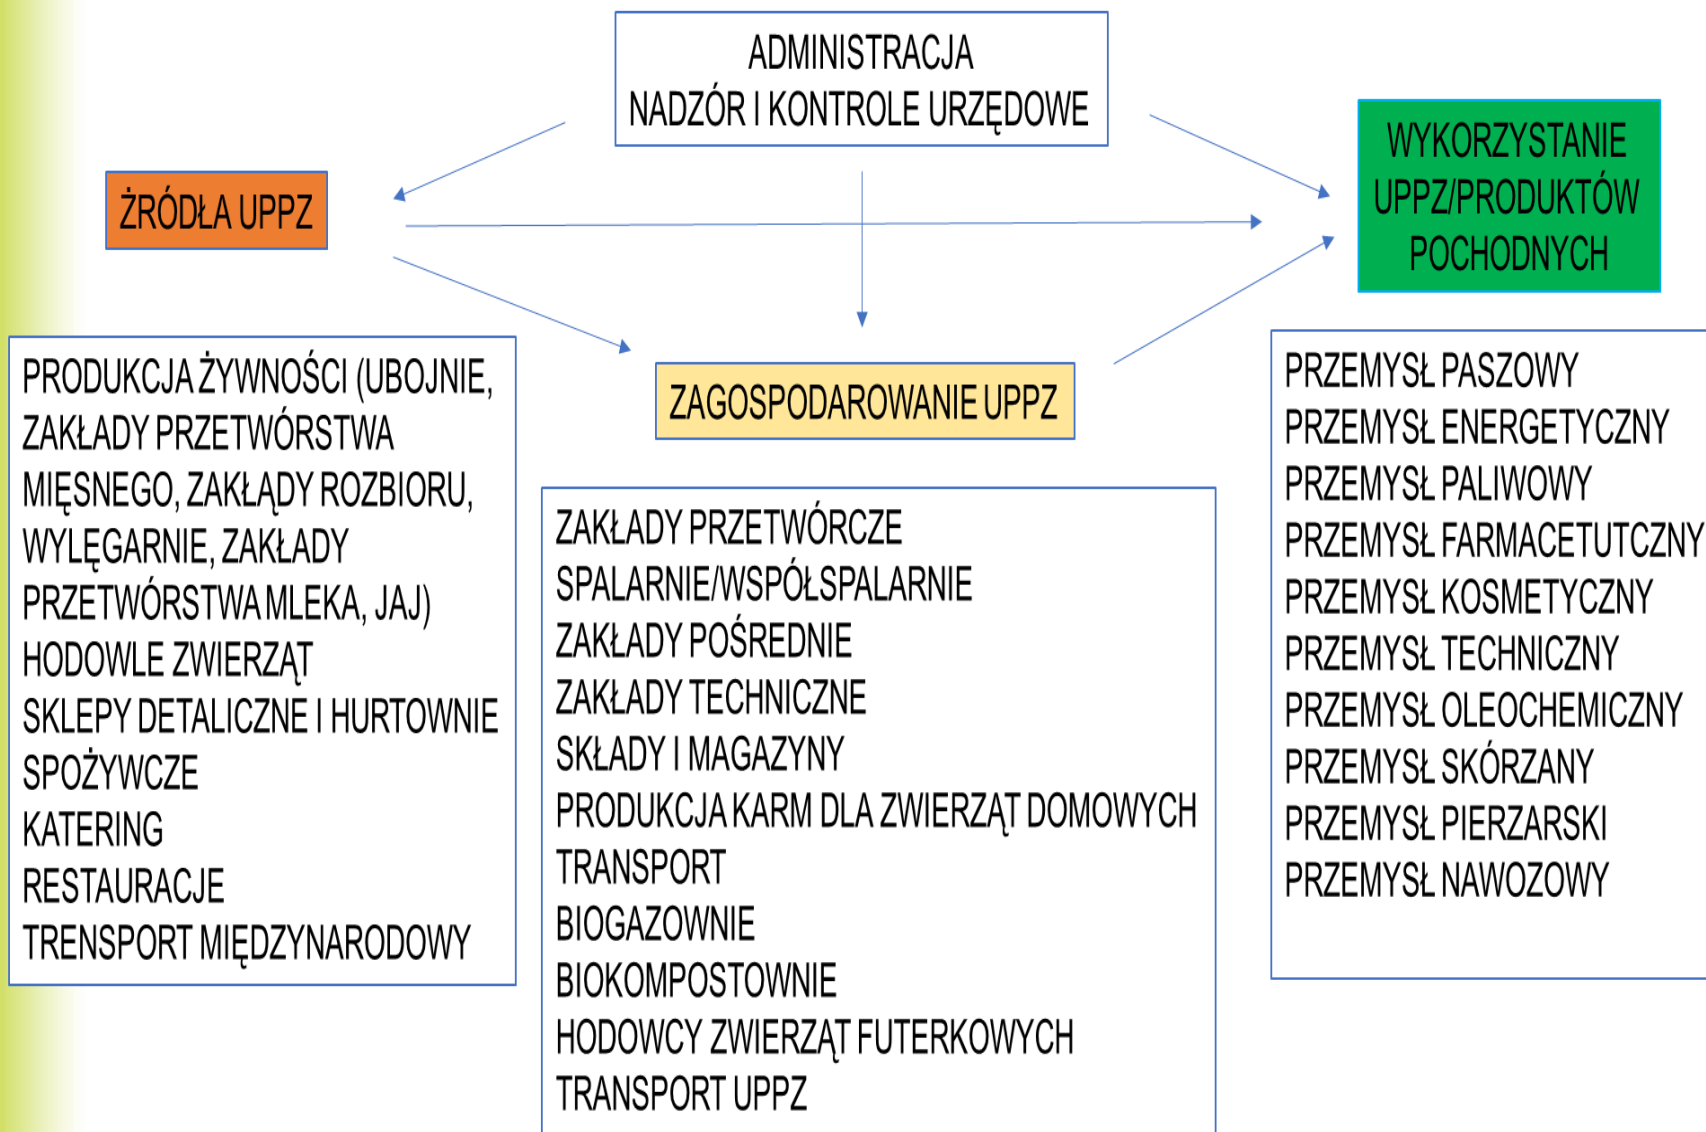 ADMINISTRACJA
NADZÓR I KONTROLE URZĘDOWE
ŻRÓDŁA UPPZ
WYKORZYSTANIE
UPPZ/PRODUKTÓW
POCHODNYCH
ZAGOSPODAROWANIE UPPZ
PRODUKCJA ŻYWNOŚCI (UBOJNIE,
ZAKŁADY PRZETWÓRSTWA
MIĘSNEGO, ZAKŁĄDY ROZBIORU,
WYLĘGARNIE, ZAKŁADY
PRZETWÓRSTWA MLEKA, JAJ)
HODOWLE ZWIERZĄT
SKLEPY DETALICZNE I HURTOWNIE
SPOŻYWCZE
KATERING
RESTAURACJE
TRENSPORT MIĘDZYNARODOWY
ZAKŁADY PRZETWÓRCZE
SPALARNIE/WSPÓŁSPALARNIE
ZAKŁADY POŚREDNIE
ZAKŁADY TECHNICZNE
SKŁADY I MAGAZYNY
PRODUKCJA KARM DLA ZWIERZĄT DOMOWYCH
TRANSPORT
BIOGAZOWNIE
BIOKOMPOSTOWNIE
HODOWCY ZWIERZĄT FUTERKOWYCH
TRANSPORT UPPZ
PRZEMYSŁ PASZOWY
PRZEMYSŁ ENERGETYCZNY
PRZEMYSŁ PALIWOWY
PRZEMYSŁ FARMACETUTCZNY
PRZEMYSŁ KOSMETYCZNY
PRZEMYSŁ TECHNICZNY
PRZEMYSŁ OLEOCHEMICZNY
PRZEMYSŁ SKÓRZANY
PRZEMYSŁ PIERZARSKI
PRZEMYSŁ NAWOZOWY